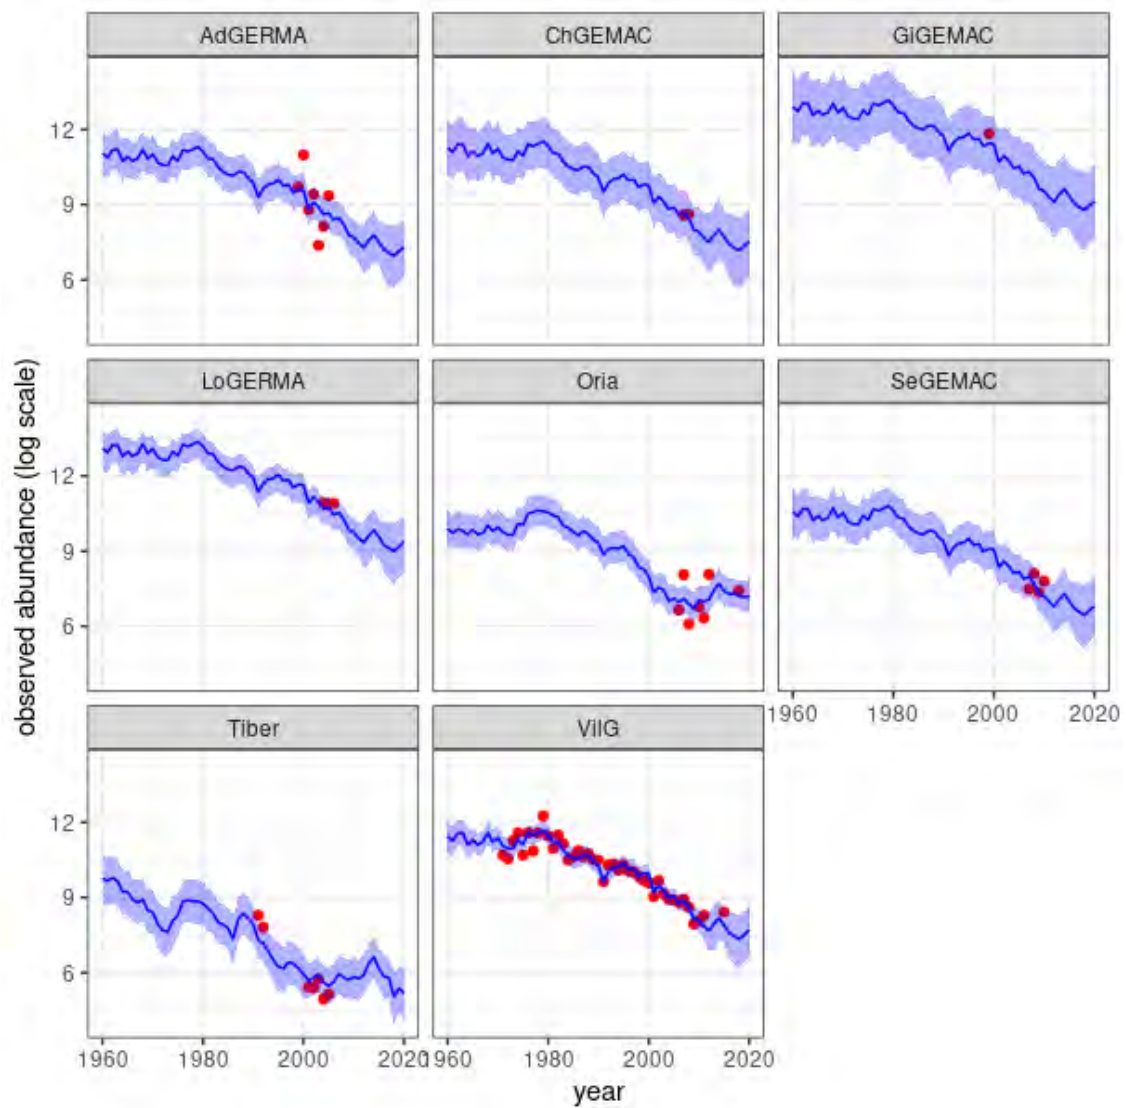 AdGERMA
ChGEMAC
GiGEMAC
12
9
6
LoGERMA
Oria
SeGEMAC
12
9
6
1960
1980
2000
2020
Tiber
VilG
12
9
6
1960
1980
2000
2020
1960
1980
2000
2020
year
observed abundance (log scale)